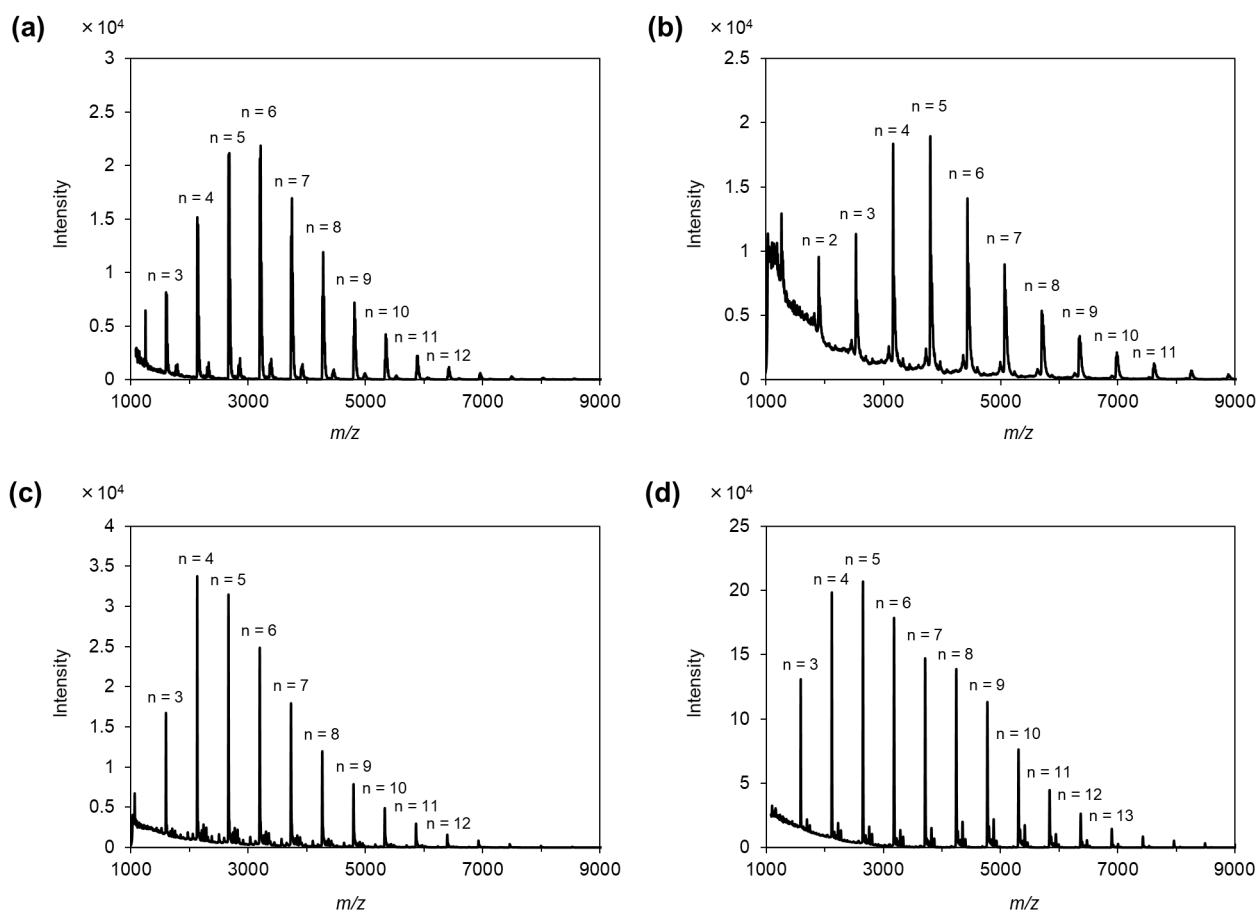 (a)
× 10⁴
3
2.5
2
1.5
1
0.5
0
Intensity
n = 3
n = 4
n = 5
n = 6
n = 7
n = 8
n = 9
n = 10
n = 11
n = 12
1000 3000 5000 7000 9000
m/z
(b)
× 10⁴
2.5
2
1.5
1
0.5
0
Intensity
n = 2
n = 3
n = 4
n = 5
n = 6
n = 7
n = 8
n = 9
n = 10
n = 11
1000 3000 5000 7000 9000
m/z
(c)
× 10⁴
4
3.5
3
2.5
2
1.5
1
0.5
0
Intensity
n = 3
n = 4
n = 5
n = 6
n = 7
n = 8
n = 9
n = 10
n = 11
n = 12
1000 3000 5000 7000 9000
m/z
(d)
× 10⁴
25
20
15
10
5
0
Intensity
n = 3
n = 4
n = 5
n = 6
n = 7
n = 8
n = 9
n = 10
n = 11
n = 12
n = 13
1000 3000 5000 7000 9000
m/z